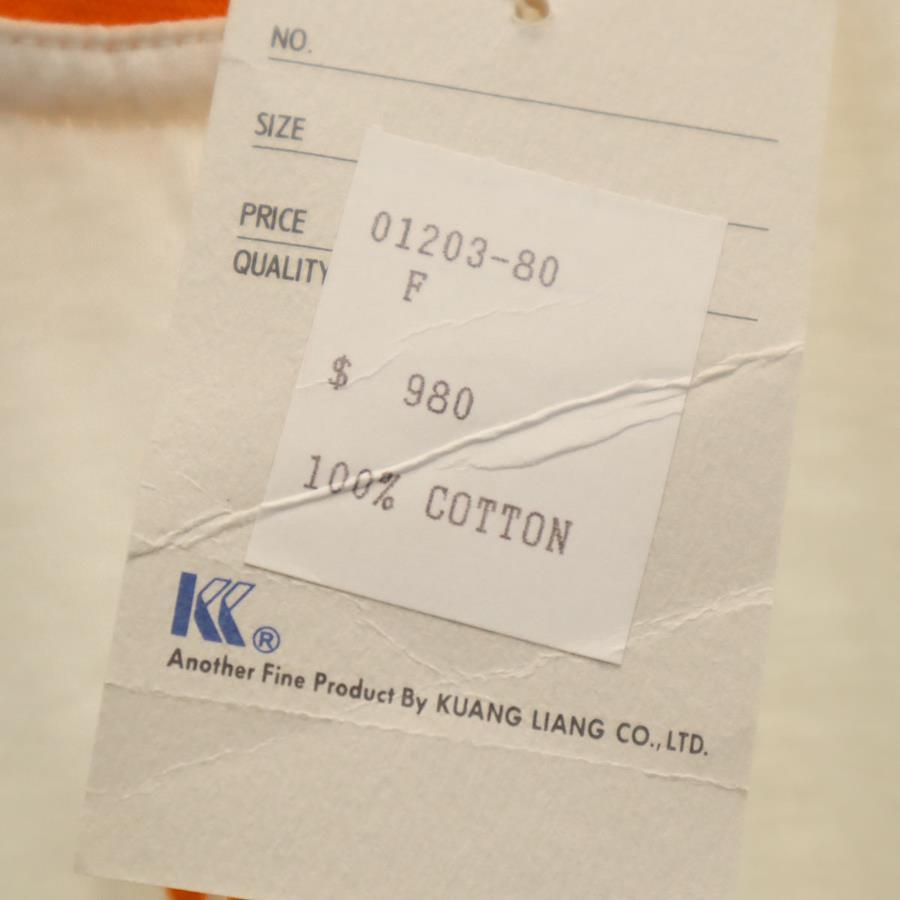 NO.
SIZE
PRICE
QUALITY
01203-80
F
$ 980
100% COTTON
KK®
Another Fine Product By KUANG LIANG CO., LTD.